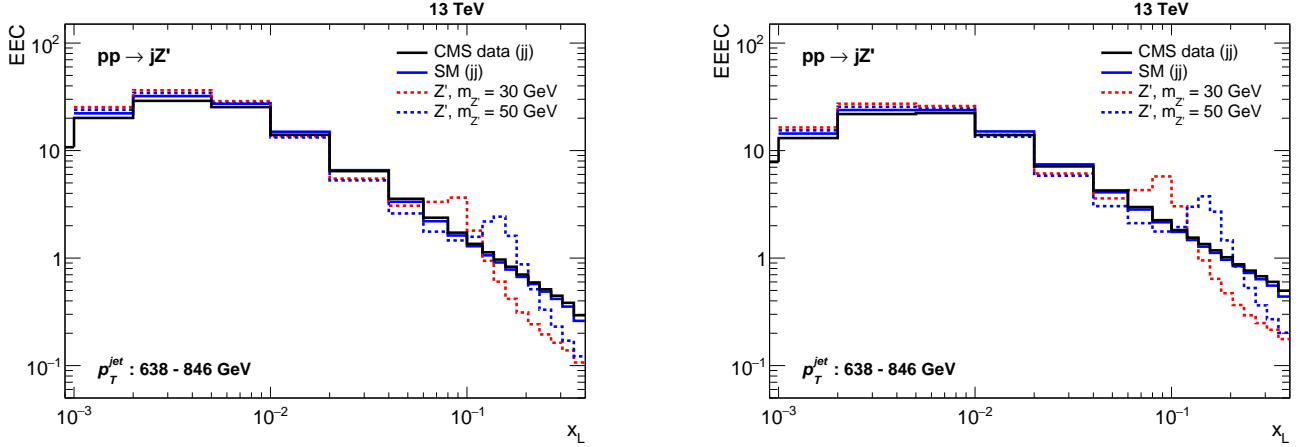 13 TeV
EEC
10²
10
1
10⁻¹
pp → jZ'
CMS data (jj)
SM (jj)
Z', m_Z' = 30 GeV
Z', m_Z' = 50 GeV
p_T^jet : 638 - 846 GeV
10⁻³
10⁻²
10⁻¹
x_L
13 TeV
EEEC
10²
10
1
10⁻¹
pp → jZ'
CMS data (jj)
SM (jj)
Z', m_Z' = 30 GeV
Z', m_Z' = 50 GeV
p_T^jet : 638 - 846 GeV
10⁻³
10⁻²
10⁻¹
x_L